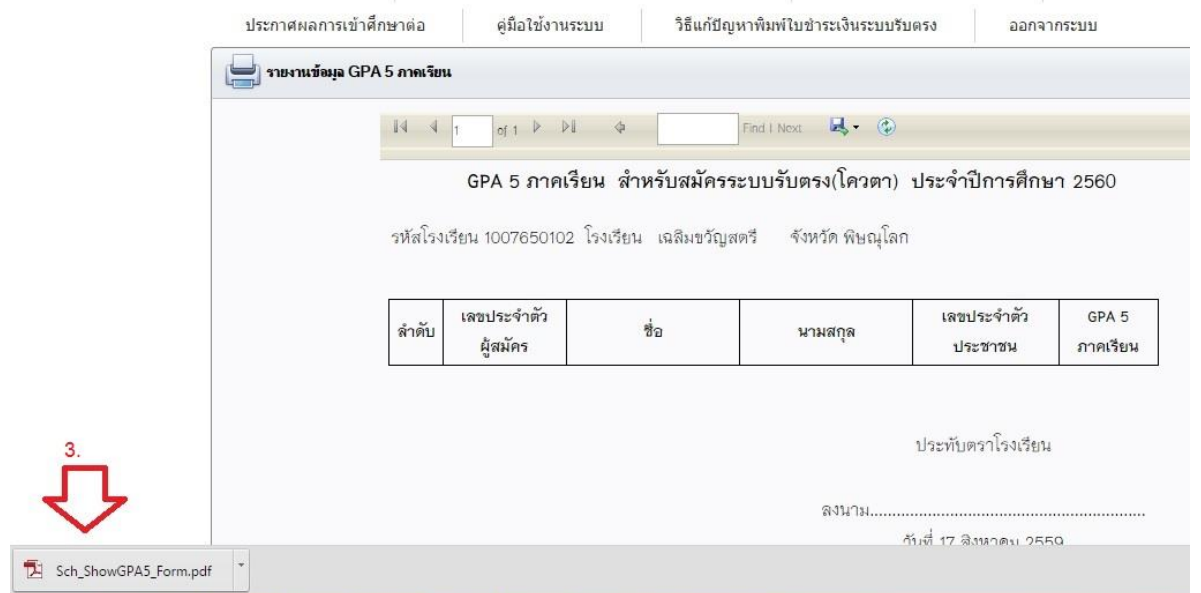 ประกาศผลการเข้าศึกษาต่อ คู่มือใช้งานระบบ วิธีแก้ปัญหาพิมพ์ใบชำระเงินระบบรับตรง ออกจากระบบ
รายงานข้อมูล GPA 5 ภาคเรียน
1 of 1 Find | Next
GPA 5 ภาคเรียน สำหรับสมัครระบบรับตรง(โควตา) ประจำปีการศึกษา 2560
รหัสโรงเรียน 1007650102 โรงเรียน เฉลิมขวัญสตรี จังหวัด พิษณุโลก
ลำดับ เลขประจำตัวผู้สมัคร ชื่อ นามสกุล เลขประจำตัวประชาชน GPA 5 ภาคเรียน
ประทับตราโรงเรียน
3.
ลงนาม..........................................................
วันที่ 17 สิงหาคม 2559
Sch_ShowGPA5_Form.pdf